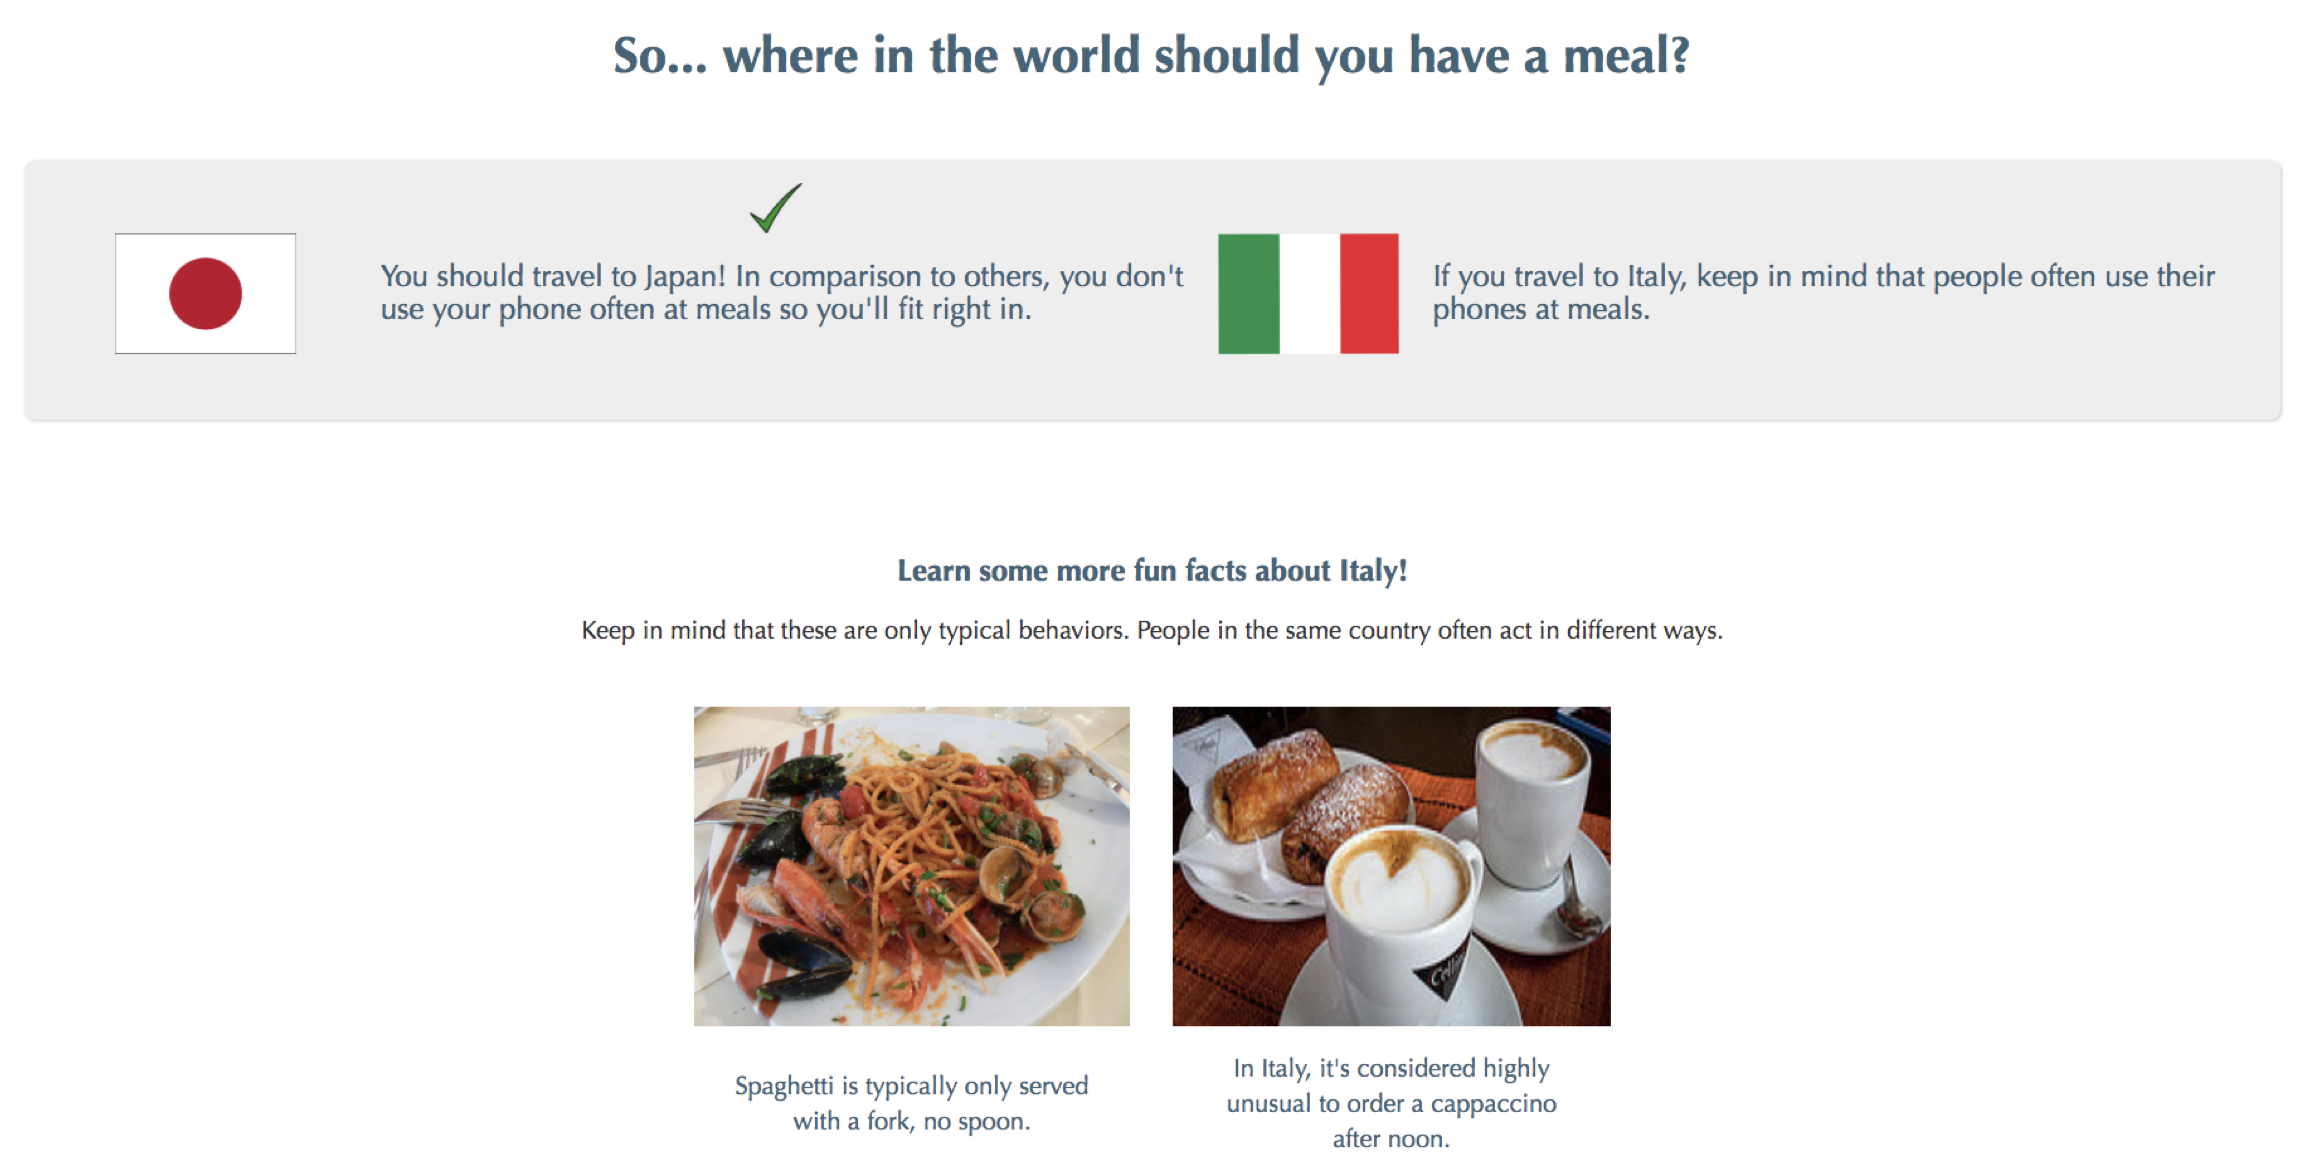 So... where in the world should you have a meal?
You should travel to Japan! In comparison to others, you don't
use your phone often at meals so you'll fit right in.
If you travel to Italy, keep in mind that people often use their
phones at meals.
Learn some more fun facts about Italy!
Keep in mind that these are only typical behaviors. People in the same country often act in different ways.
Spaghetti is typically only served
with a fork, no spoon.
In Italy, it's considered highly
unusual to order a cappaccino
after noon.